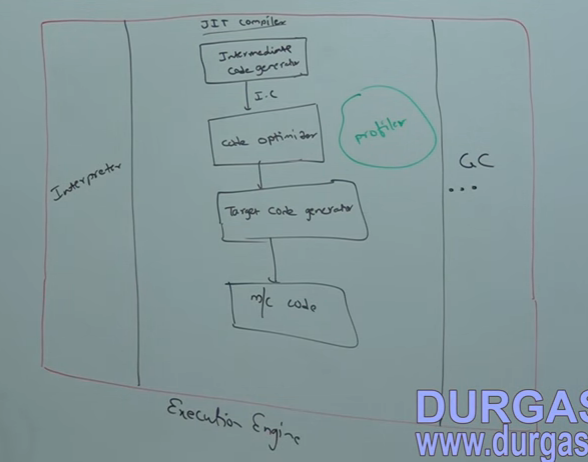 JIT compiler
Intermediate
code generator
I.C
code optimizer
profiler
Interpreter
GC
...
Target code generator
m/c code
Execution Engine
DURGAS
www.durgas